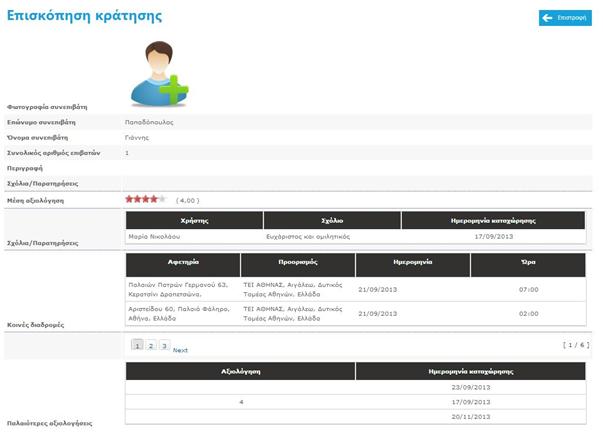 Επισκόπηση κράτησης
Επιστροφή
Φωτογραφία συνεπιβάτη
Επώνυμο συνεπιβάτη Παπαδόπουλος
Όνομα συνεπιβάτη Γιάννης
Συνολικός αριθμός επιβατών 1
Περιγραφή
Σχόλια/Παρατηρήσεις
Μέση αξιολόγηση ( 4,00 )
Χρήστης Σχόλιο Ημερομηνία καταχώρησης
Μαρία Νικολάου Ευχάριστος και ομιλητικός 17/09/2013
Σχόλια/Παρατηρήσεις
Αφετηρία Προορισμός Ημερομηνία Ώρα
Παλαιών Πατρών Γερμανού 63, ΤΕΙ ΑΘΗΝΑΣ, Αιγάλεω, Δυτικός 21/09/2013 07:00
Κερατσίνι Δραπετσώνα, Τομέας Αθηνών, Ελλάδα
Αριστείδου 60, Παλαιό Φάληρο, ΤΕΙ ΑΘΗΝΑΣ, Αιγάλεω, Δυτικός 21/09/2013 02:00
Αθήνα, Ελλάδα Τομέας Αθηνών, Ελλάδα
Κοινές διαδρομές
1 2 3 Next [ 1 / 6 ]
Αξιολόγηση Ημερομηνία καταχώρησης
23/09/2013
4 17/09/2013
20/11/2013
Παλαιότερες αξιολογήσεις